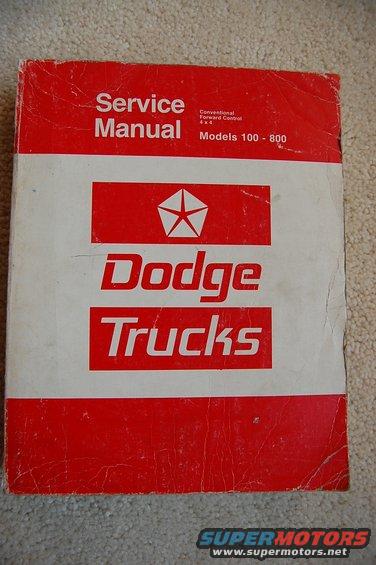 Service
Manual
Conventional
Forward Control
4 x 4
Models 100 - 800
Dodge
Trucks
SUPERMOTORS
www.supermotors.net